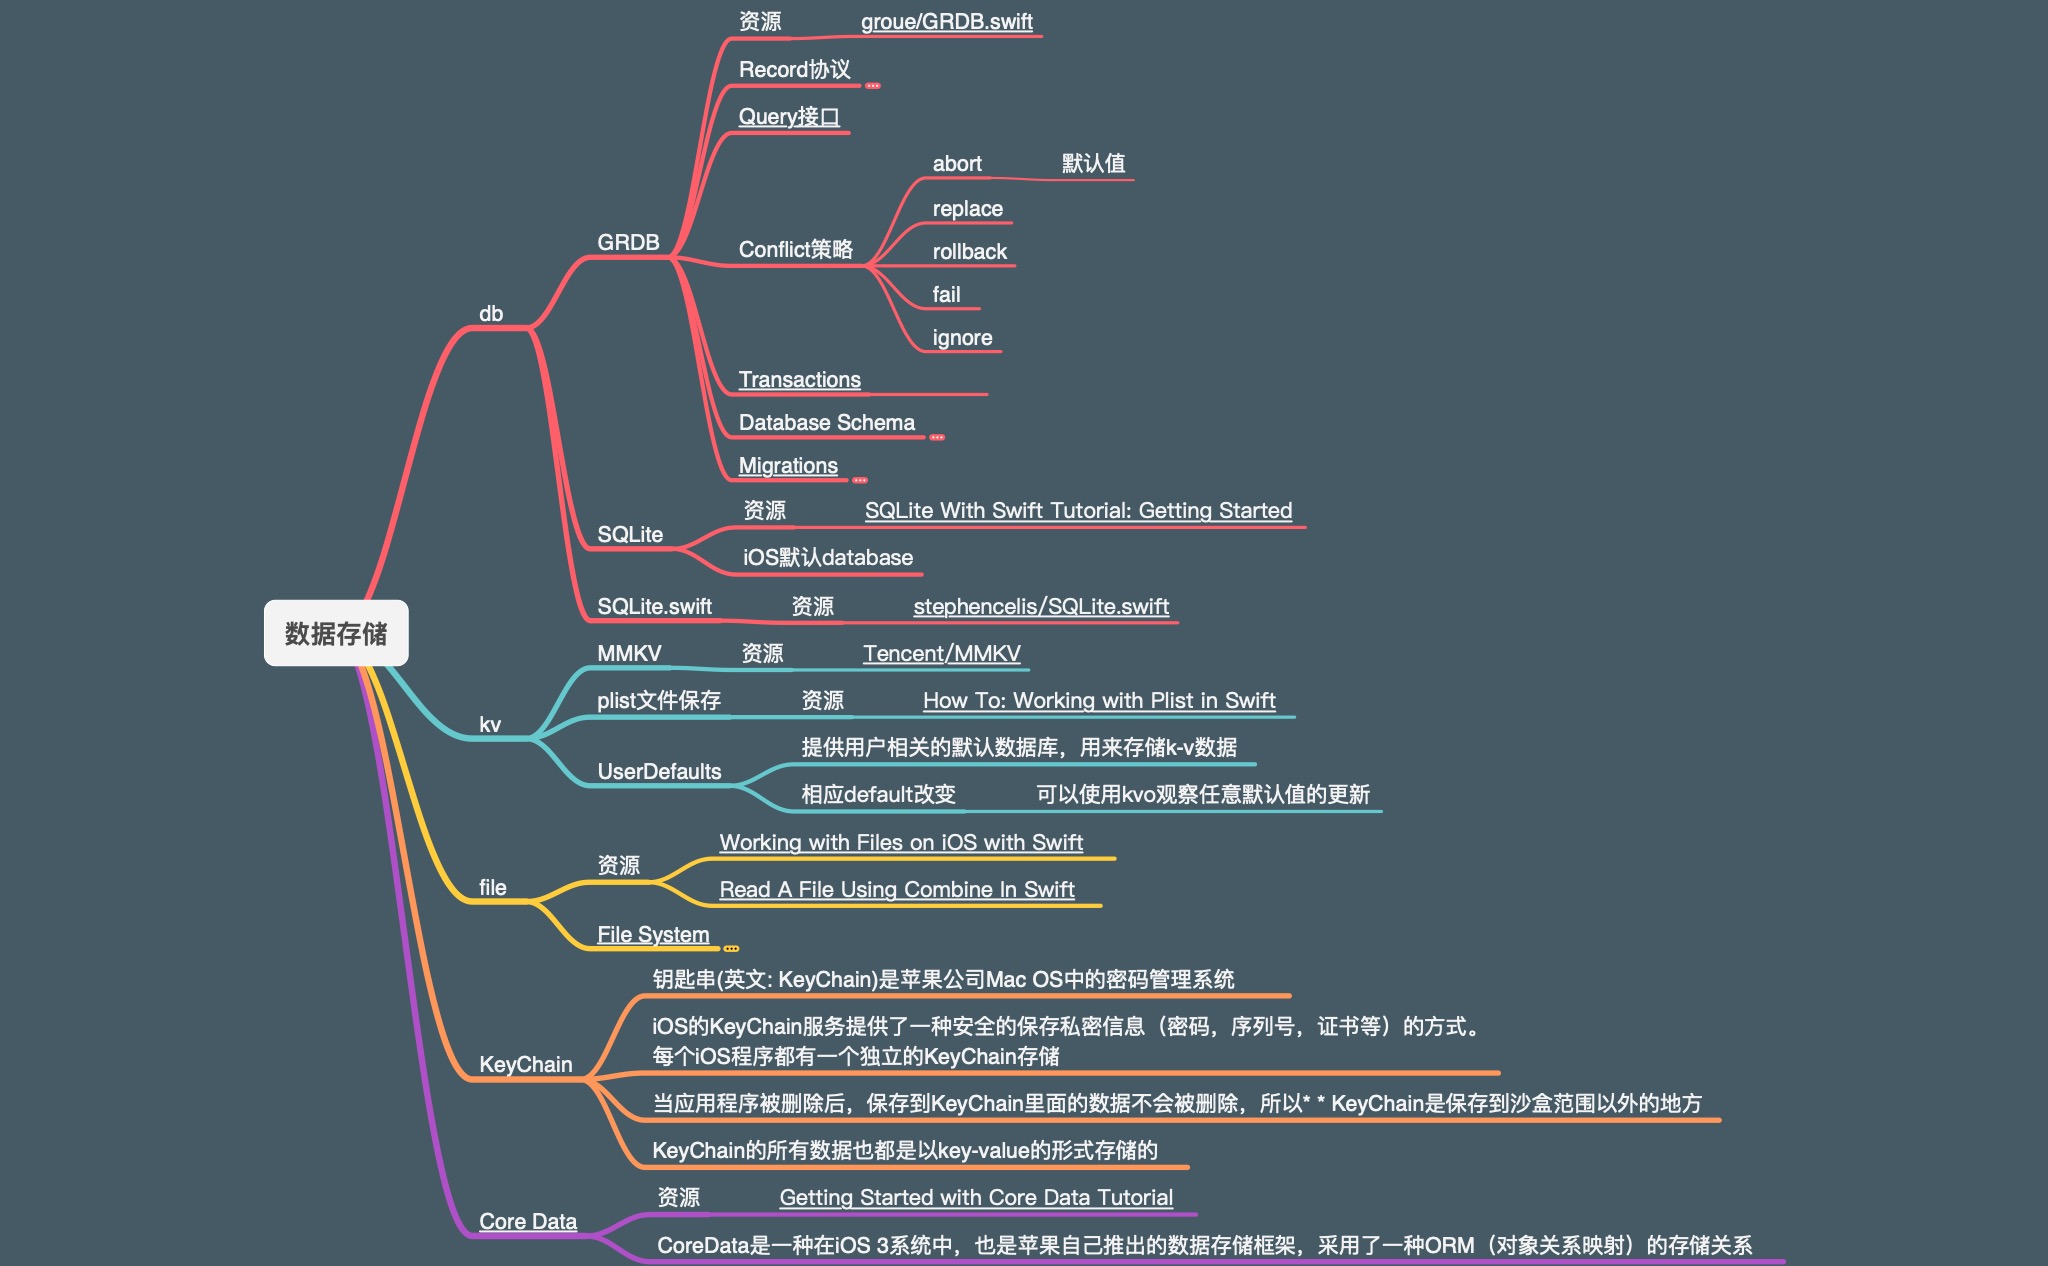 资源
groue/GRDB.swift
Record协议
Query接口
abort
默认值
replace
GRDB
Conflict策略
rollback
fail
db
ignore
Transactions
Database Schema
Migrations
资源
SQLite With Swift Tutorial: Getting Started
SQLite
iOS默认database
SQLite.swift
资源
stephencelis/SQLite.swift
数据存储
MMKV
资源
Tencent/MMKV
plist文件保存
资源
How To: Working with Plist in Swift
kv
提供用户相关的默认数据库，用来存储k-v数据
UserDefaults
相应default改变
可以使用kvo观察任意默认值的更新
Working with Files on iOS with Swift
资源
file
Read A File Using Combine In Swift
File System
钥匙串(英文: KeyChain)是苹果公司Mac OS中的密码管理系统
iOS的KeyChain服务提供了一种安全的保存私密信息（密码，序列号，证书等）的方式。
每个iOS程序都有一个独立的KeyChain存储
KeyChain
当应用程序被删除后，保存到KeyChain里面的数据不会被删除，所以* * KeyChain是保存到沙盒范围以外的地方
KeyChain的所有数据也都是以key-value的形式存储的
资源
Getting Started with Core Data Tutorial
Core Data
CoreData是一种在iOS 3系统中，也是苹果自己推出的数据存储框架，采用了一种ORM（对象关系映射）的存储关系